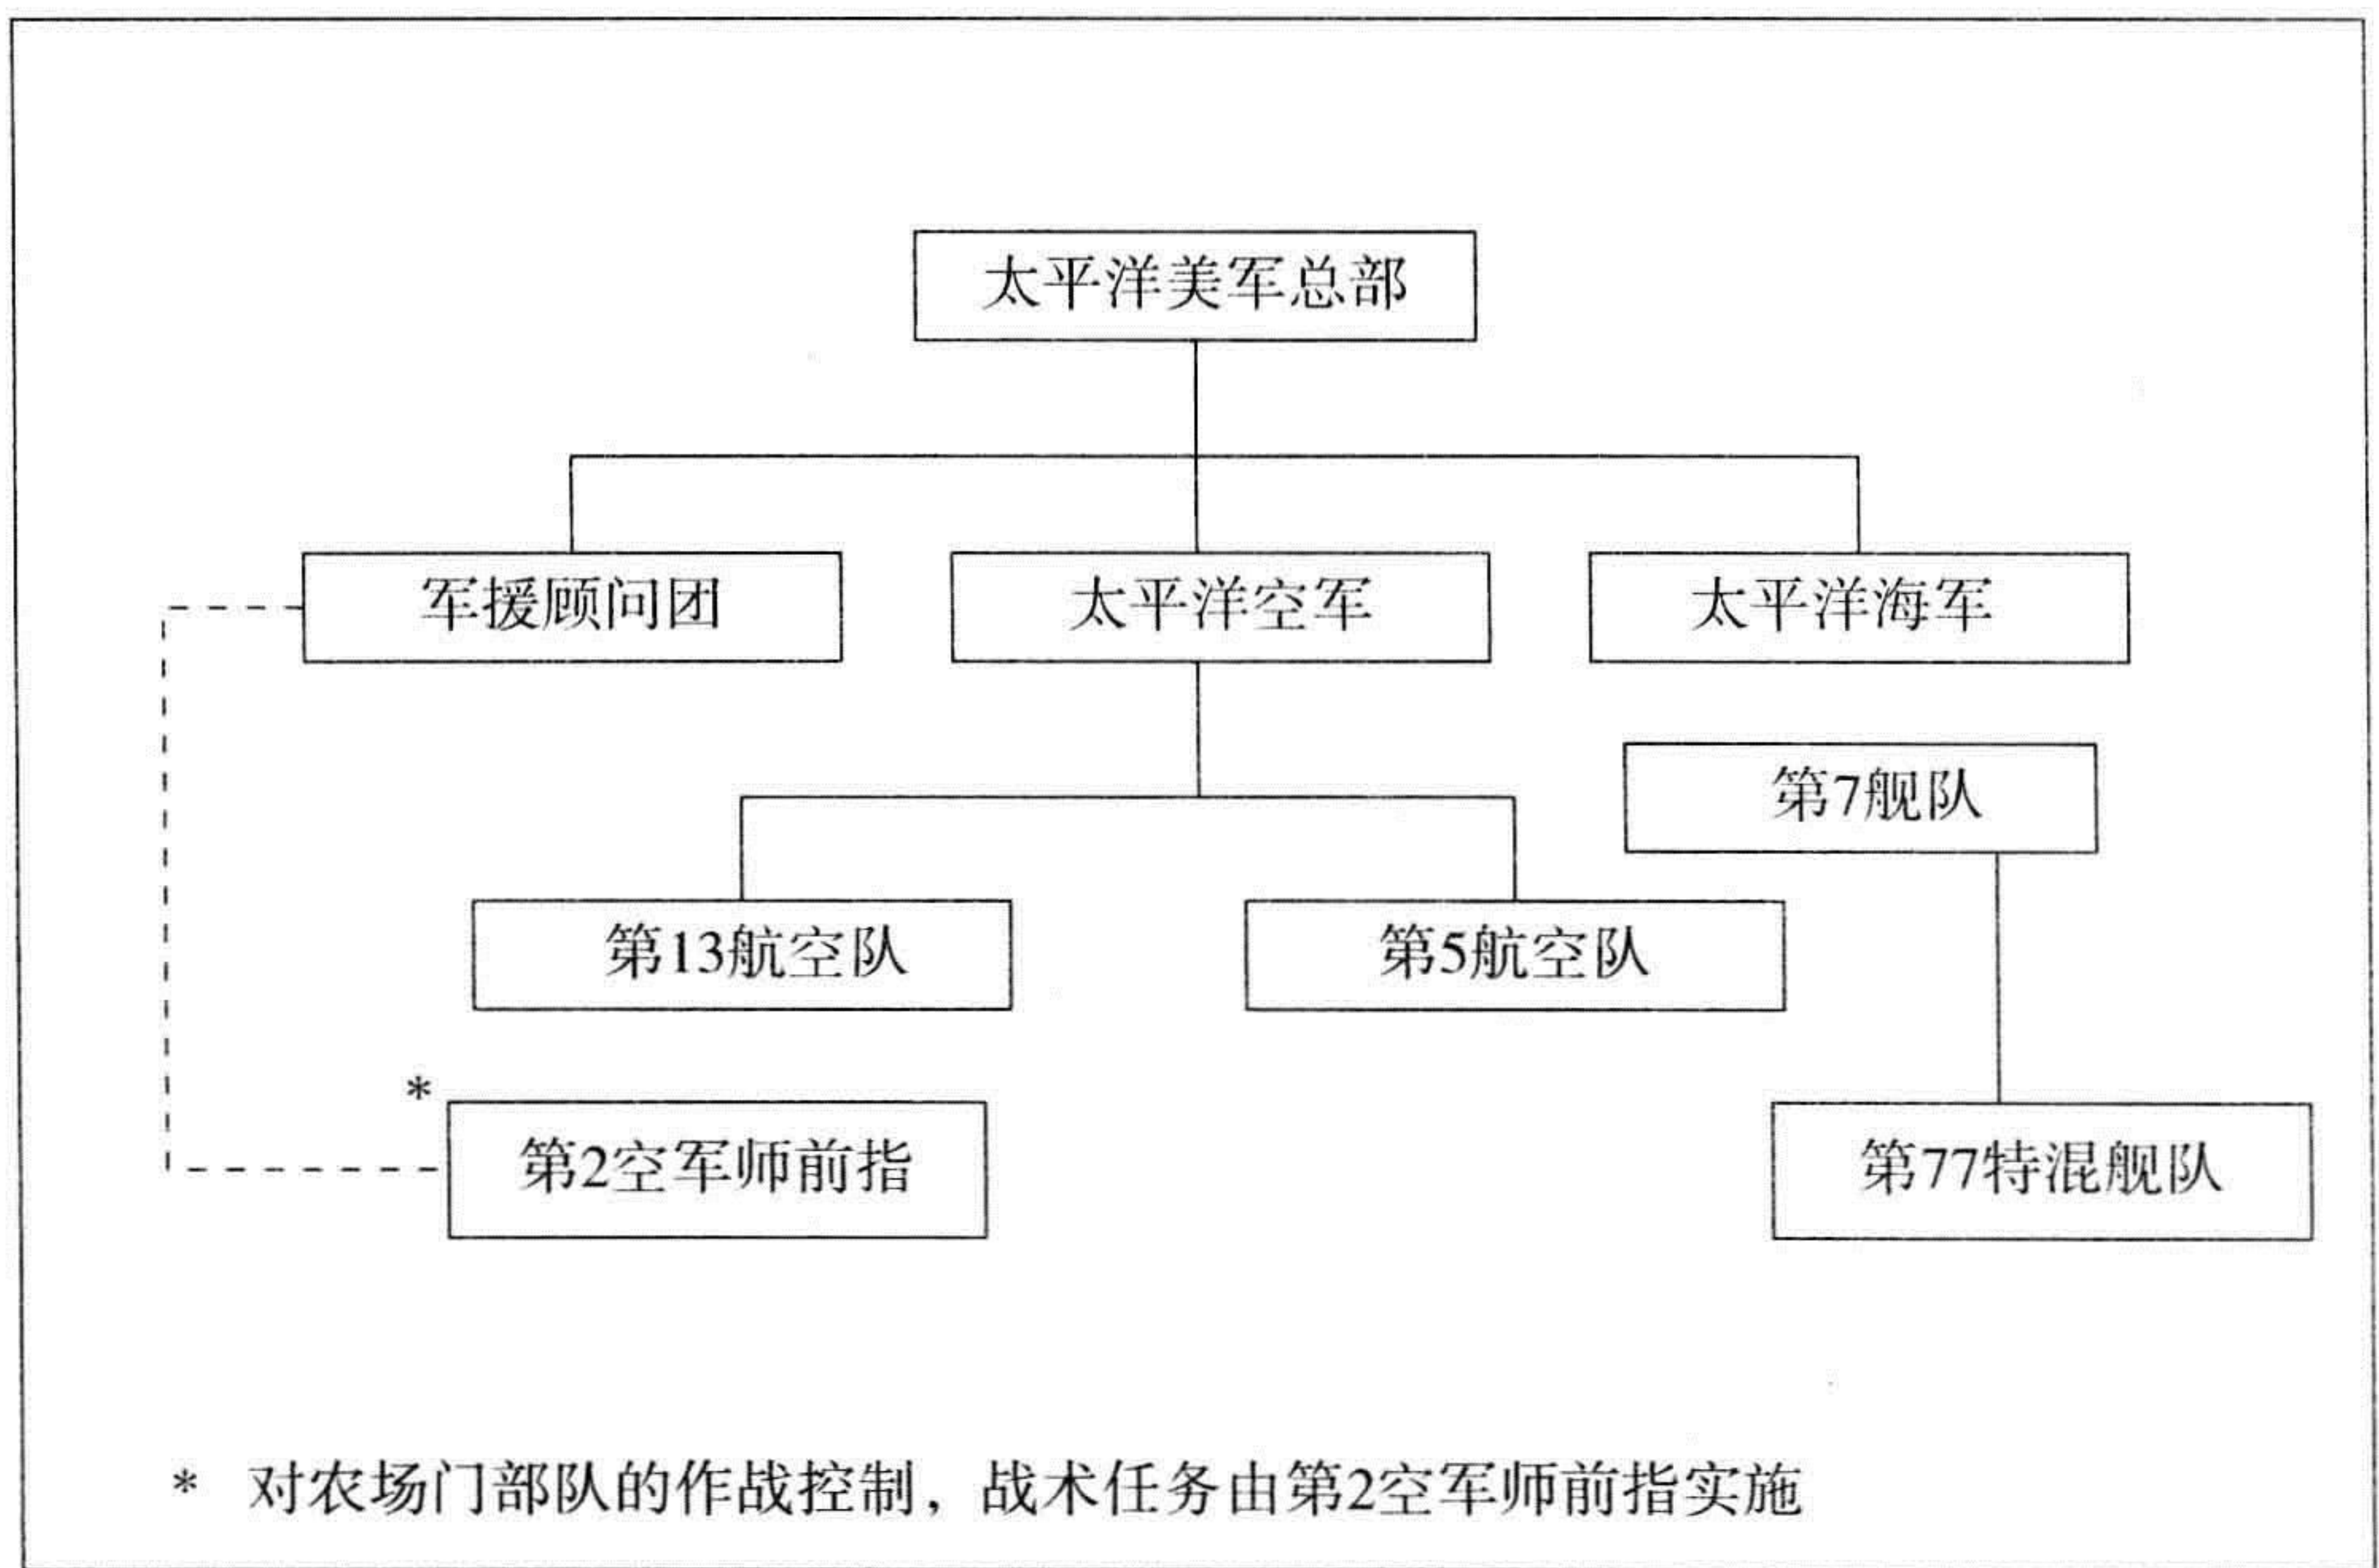 太平洋美军总部
军援顾问团
太平洋空军
太平洋海军
第7舰队
第13航空队
第5航空队
*
第2空军师前指
第77特混舰队
* 对农场门部队的作战控制，战术任务由第2空军师前指实施